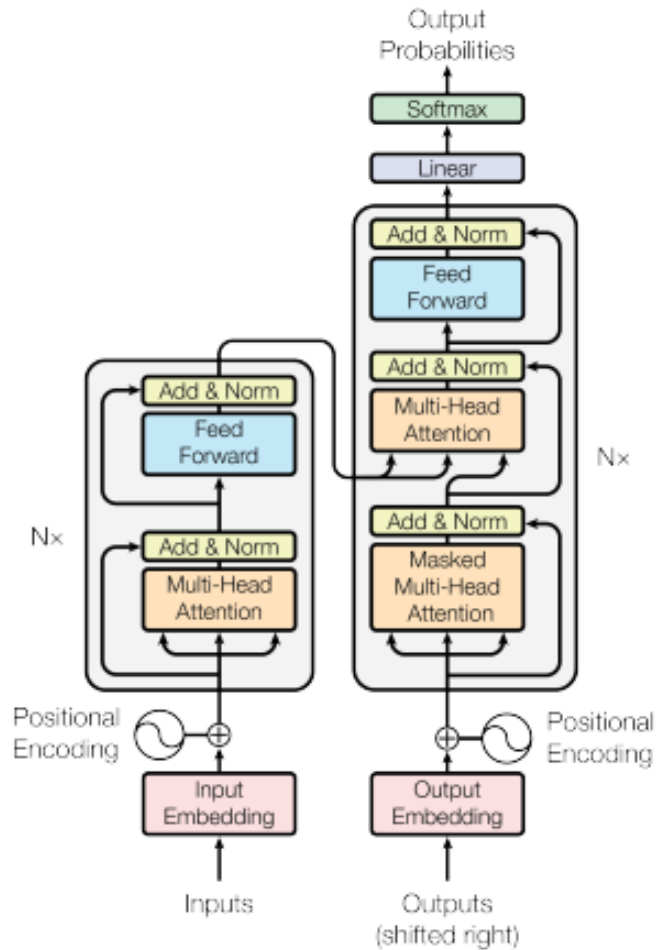 Output
Probabilities
Softmax
Linear
Add & Norm
Feed
Forward
Add & Norm
Multi-Head
Attention
Add & Norm
Masked
Multi-Head
Attention
Nx
Add & Norm
Feed
Forward
Add & Norm
Multi-Head
Attention
Nx
Positional
Encoding
Positional
Encoding
Input
Embedding
Output
Embedding
Inputs
Outputs
(shifted right)